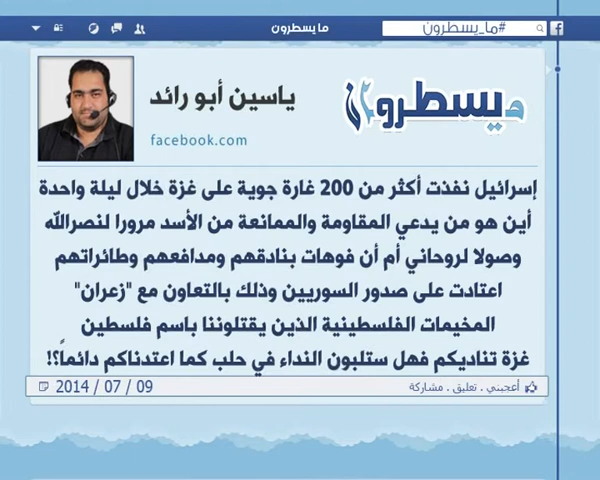 #ما_يسطرون
ما يسطرون
ما يسطرون
ياسين أبو رائد
facebook.com
إسرائيل نفذت أكثر من 200 غارة جوية على غزة خلال ليلة واحدة
أين هو من يدعي المقاومة والممانعة من الأسد مرورا لنصرالله
وصولا لروحاني أم أن فوهات بنادقهم ومدافعهم وطائراتهم
اعتادت على صدور السوريين وذلك بالتعاون مع "زعران"
المخيمات الفلسطينية الذين يقتلوننا باسم فلسطين
غزة تناديكم فهل ستلبون النداء في حلب كما اعتدناكم دائماً؟!
أعجبني . تعليق . مشاركة
2014 / 07 / 09